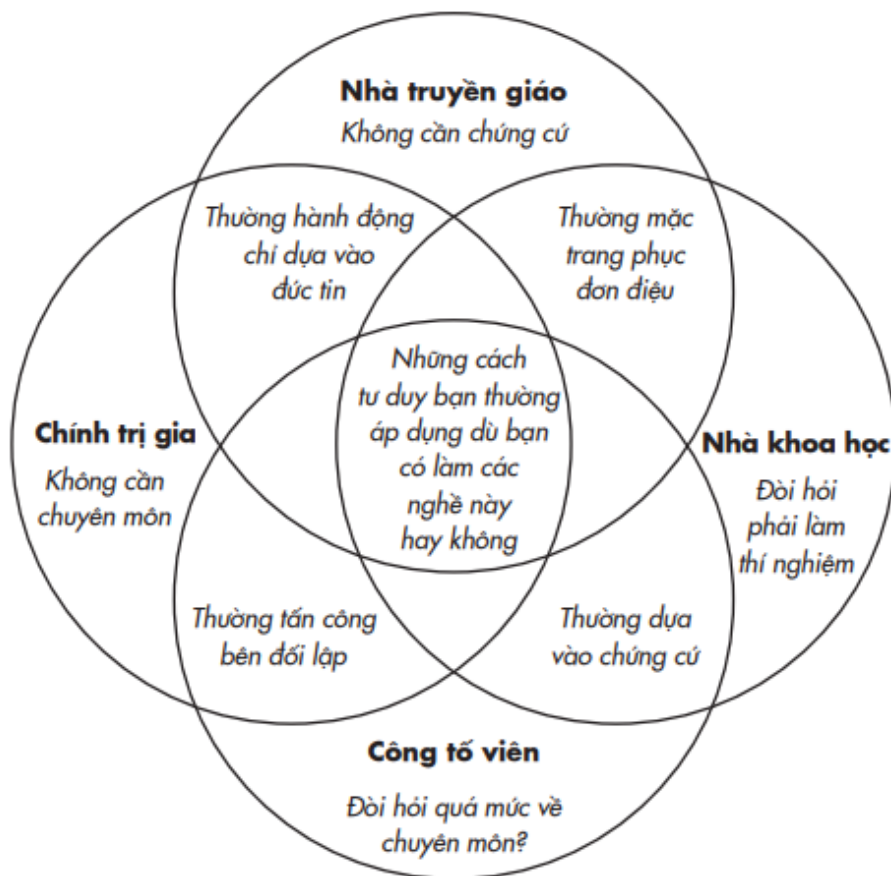 Nhà truyền giáo
Không cần chứng cứ
Thường hành động
chỉ dựa vào
đức tin
Thường mặc
trang phục
đơn điệu
Những cách
tư duy bạn thường
áp dụng dù bạn
có làm các
nghề này
hay không
Chính trị gia
Không cần
chuyên môn
Nhà khoa học
Đòi hỏi
phải làm
thí nghiệm
Thường tấn công
bên đối lập
Thường dựa
vào chứng cứ
Công tố viên
Đòi hỏi quá mức về
chuyên môn?